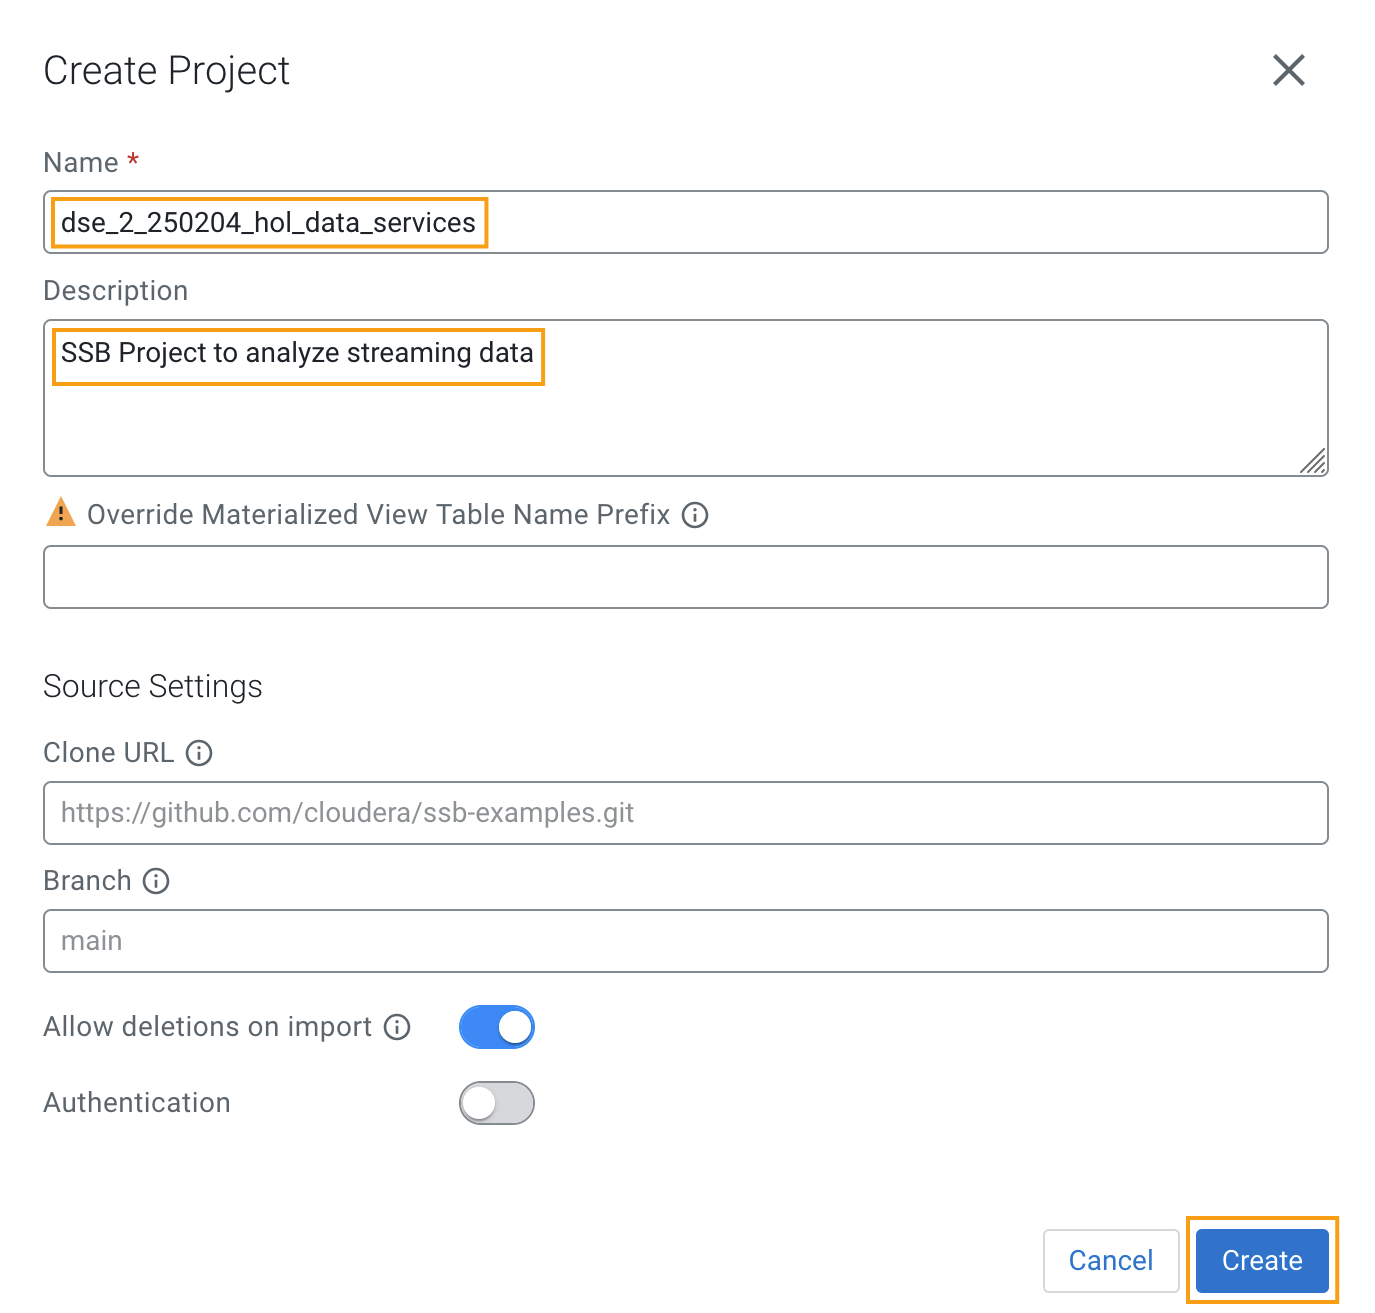 Create Project
Name *
dse_2_250204_hol_data_services
Description
SSB Project to analyze streaming data
Override Materialized View Table Name Prefix
Source Settings
Clone URL
https://github.com/cloudera/ssb-examples.git
Branch
main
Allow deletions on import
Authentication
Cancel Create